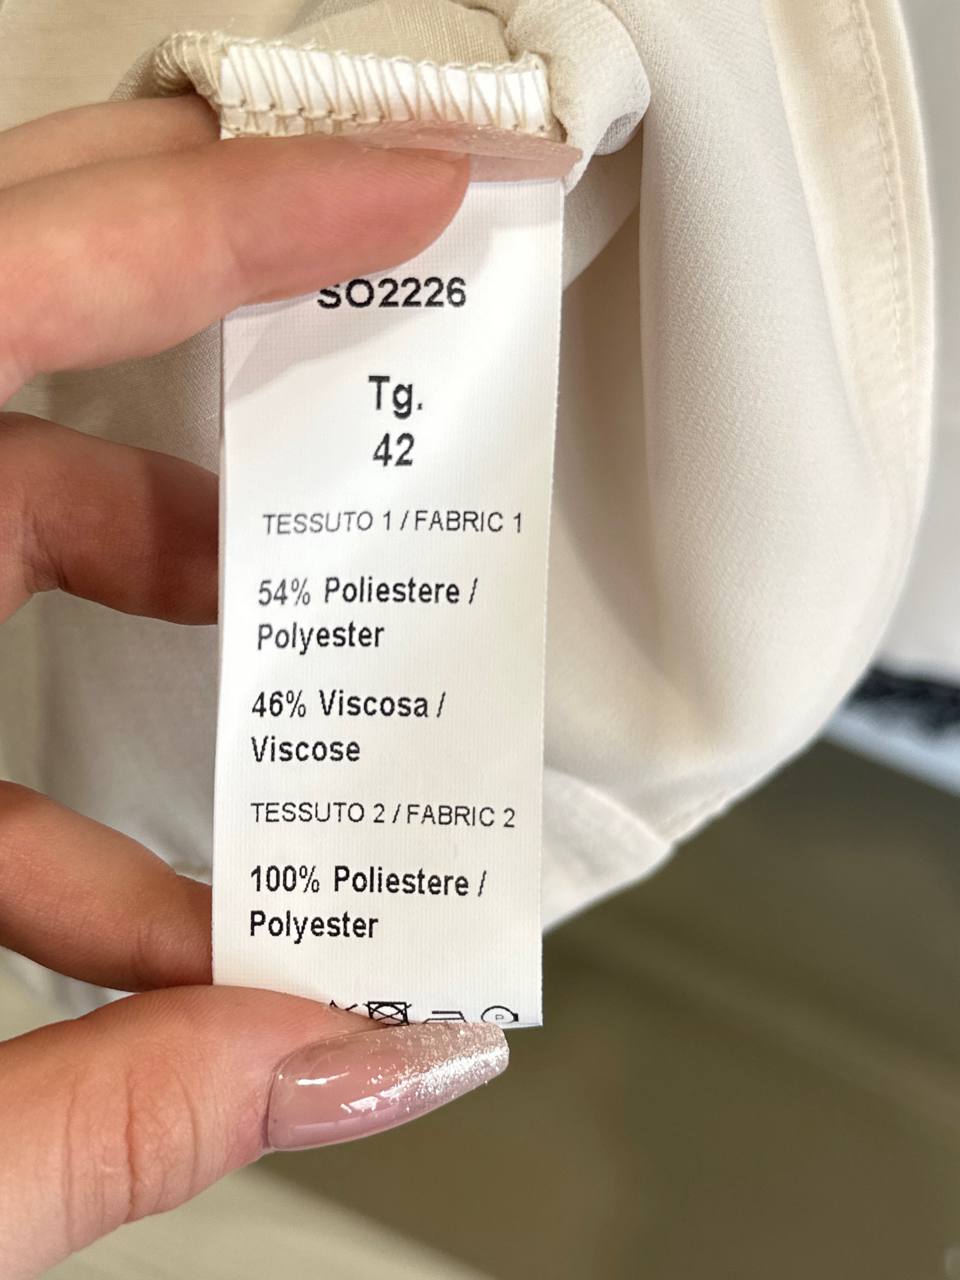 SO2226
Tg.
42
TESSUTO 1 / FABRIC 1
54% Poliestere /
Polyester
46% Viscosa /
Viscose
TESSUTO 2 / FABRIC 2
100% Poliestere /
Polyester
P